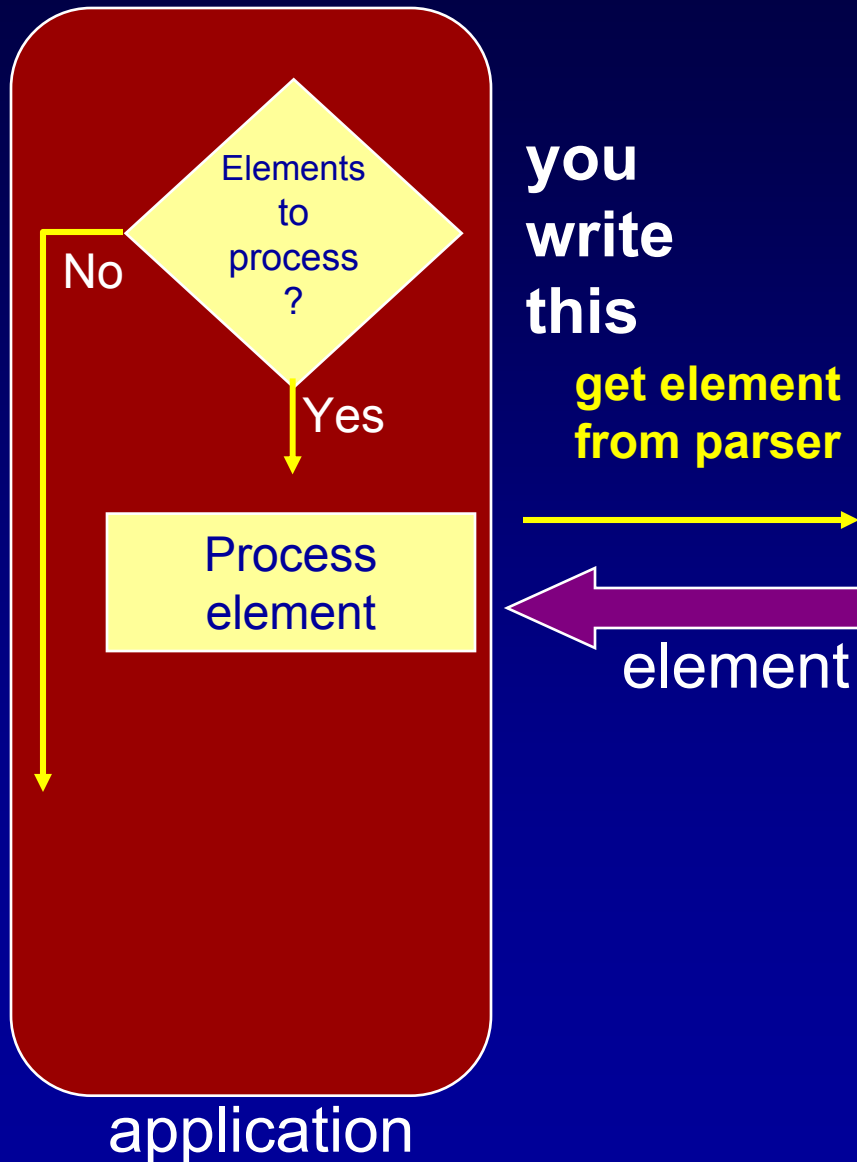 Elements
to
process
?
No
Yes
you
write
this
get element
from parser
Process
element
element
application